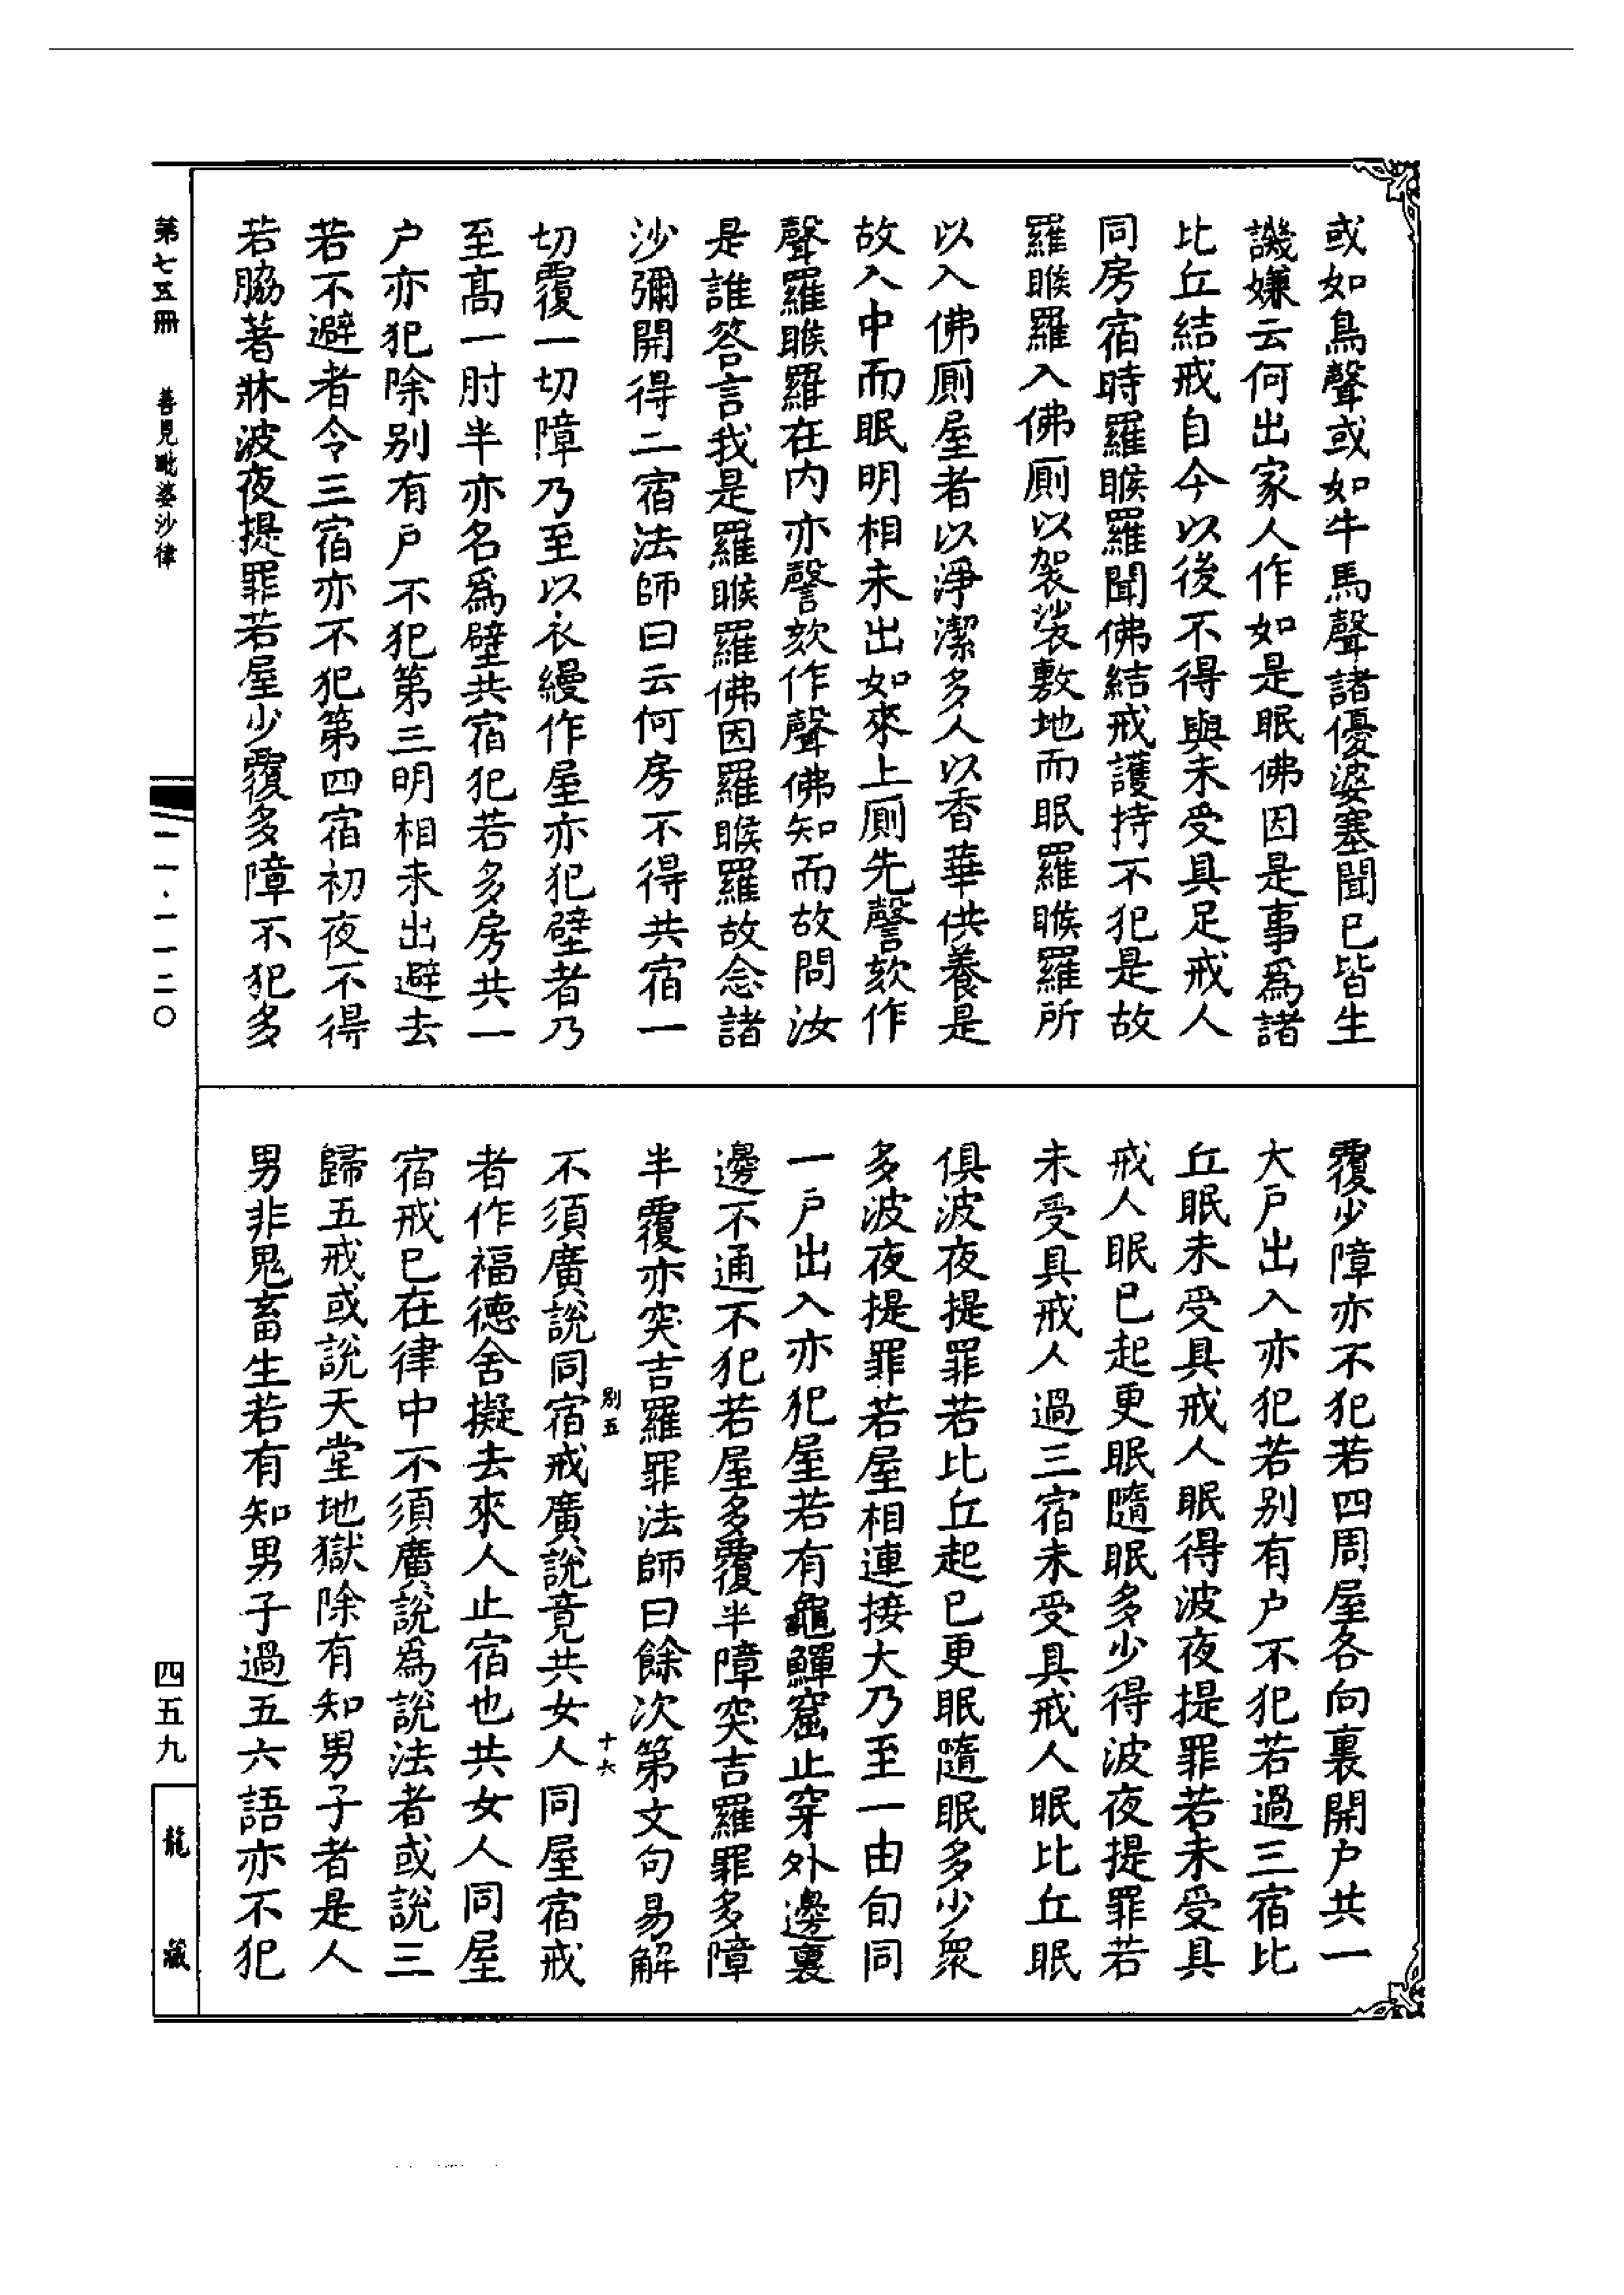 或如鳥聲或如牛馬聲諸優婆塞聞已皆生
譏嫌云何出家人作如是眠佛因是事爲諸
比丘結戒自今以後不得與未受具足戒人
同房宿時羅睺羅聞佛結戒護持不犯是故
羅睺羅入佛厠以袈裟敷地而眠羅睺羅所
以入佛厠屋者以淨潔多人以香華供養是
故入中而眠明相未出如來上厠先謦欬作
聲羅睺羅在內亦謦欬作聲佛知而故問汝
是誰答言我是羅睺羅佛因羅睺羅故念諸
沙彌開得二宿法師曰云何房不得共宿一
切覆一切障乃至以衣縵作屋亦犯壁者乃
至高一肘半亦名爲壁共宿犯若多房共一
户亦犯除别有户不犯第三明相未出避去
若不避者令三宿亦不犯第四宿初夜不得
若脇著牀波夜提罪若屋少覆多障不犯多
覆少障亦不犯若四周屋各向裏開户共一
大户出入亦犯若别有户不犯若過三宿比
丘眠未受具戒人眠得波夜提罪若未受具
戒人眠已起更眠隨眠多少得波夜提罪若
未受具戒人過三宿未受具戒人眠比丘眠
俱波夜提罪若比丘起已更眠隨眠多少衆
多波夜提罪若屋相連接大乃至一由旬同
一户出入亦犯屋若有龜鱓窟止穿外邊裏
邊不通不犯若屋多覆半障突吉羅罪多障
半覆亦突吉羅罪法師曰餘次第文句易解
别五
十六
不須廣說同宿戒廣說竟共女人同屋宿戒
者作福德舍擬去來人止宿也共女人同屋
宿戒已在律中不須廣說爲說法者或說三
歸五戒或說天堂地獄除有知男子者是人
男非鬼畜生若有知男子過五六語亦不犯
第七五冊
善見毗婆沙律
一一·一一二〇
四五九
龍藏